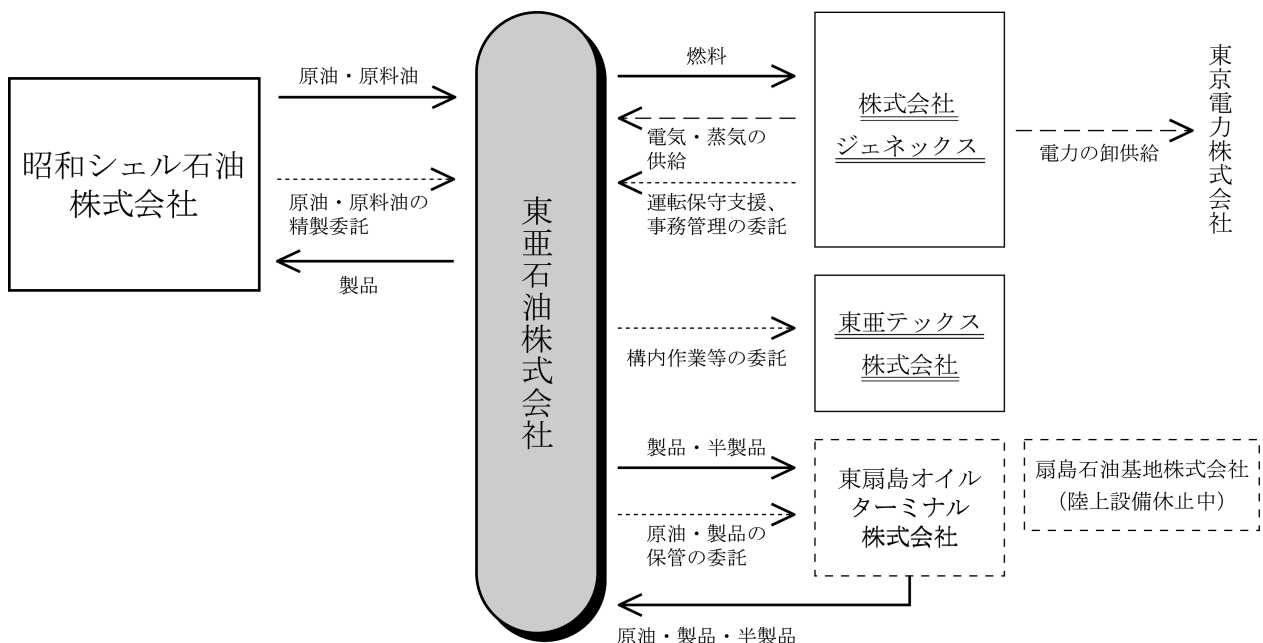 昭和シェル石油
株式会社
原油・原料油
原油・原料油の
精製委託
製品
東亜石油株式会社
燃料
電気・蒸気の
供給
運転保守支援、
事務管理の委託
株式会社
ジェネックス
電力の卸供給
東京電力株式会社
構内作業等の委託
東亜テックス
株式会社
製品・半製品
原油・製品の
保管の委託
原油・製品・半製品
東扇島オイル
ターミナル
株式会社
扇島石油基地株式会社
（陸上設備休止中）